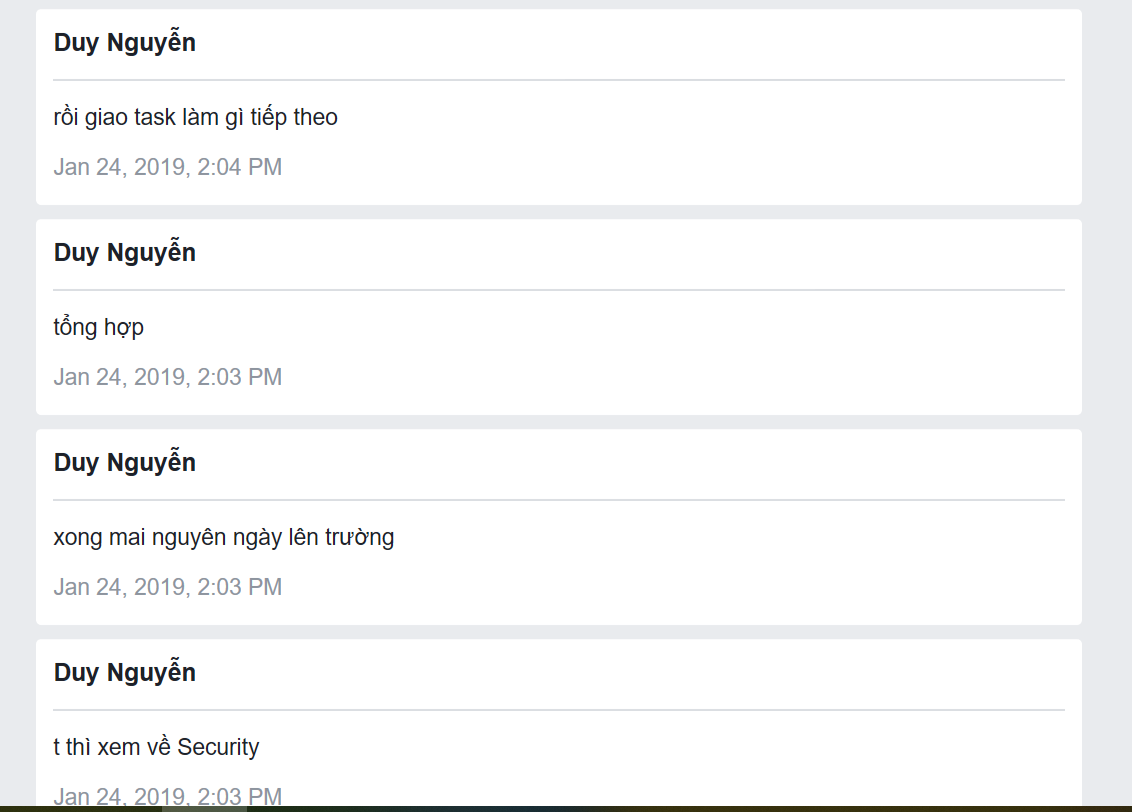 Duy Nguyễn
rồi giao task làm gì tiếp theo
Jan 24, 2019, 2:04 PM
Duy Nguyễn
tổng hợp
Jan 24, 2019, 2:03 PM
Duy Nguyễn
xong mai nguyên ngày lên trường
Jan 24, 2019, 2:03 PM
Duy Nguyễn
t thì xem về Security
Jan 24, 2019, 2:03 PM